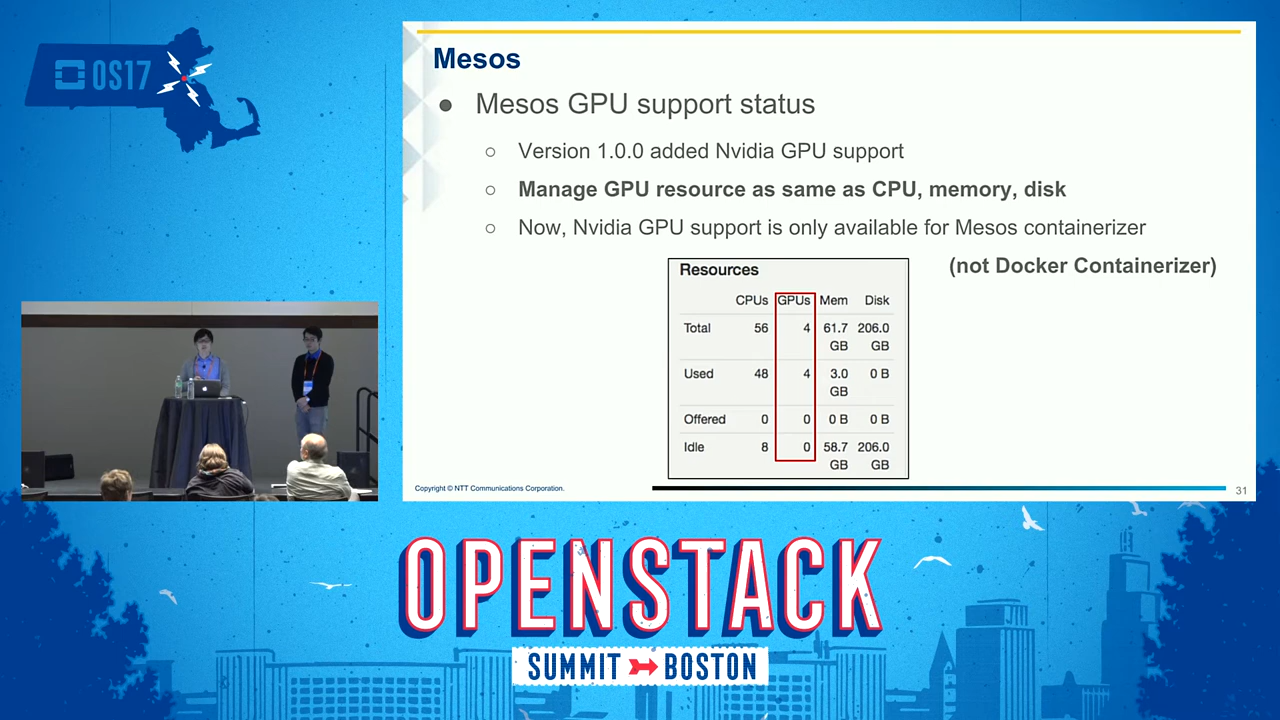 OS17
Mesos
● Mesos GPU support status
○ Version 1.0.0 added Nvidia GPU support
○ Manage GPU resource as same as CPU, memory, disk
○ Now, Nvidia GPU support is only available for Mesos containerizer
(not Docker Containerizer)
Resources
CPUs GPUs Mem Disk
Total 56 4 61.7 GB 206.0 GB
Used 48 4 3.0 GB 0 B
Offered 0 0 0 B 0 B
Idle 8 0 58.7 GB 206.0 GB
Copyright © NTT Communications Corporation.
31
OPENSTACK
SUMMIT BOSTON